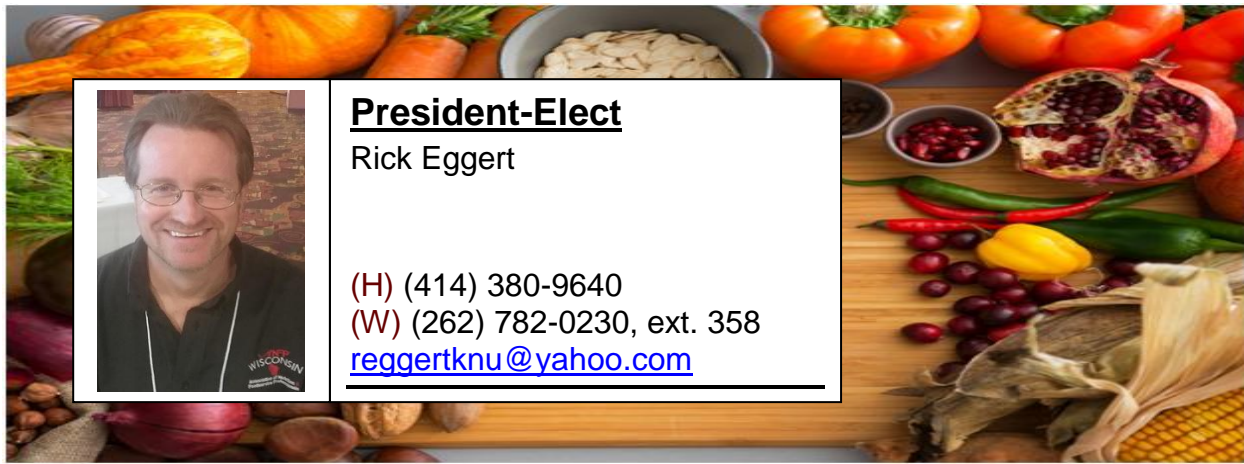 President-Elect
Rick Eggert
(H) (414) 380-9640
(W) (262) 782-0230, ext. 358
reggertknu@yahoo.com
WISCONSIN